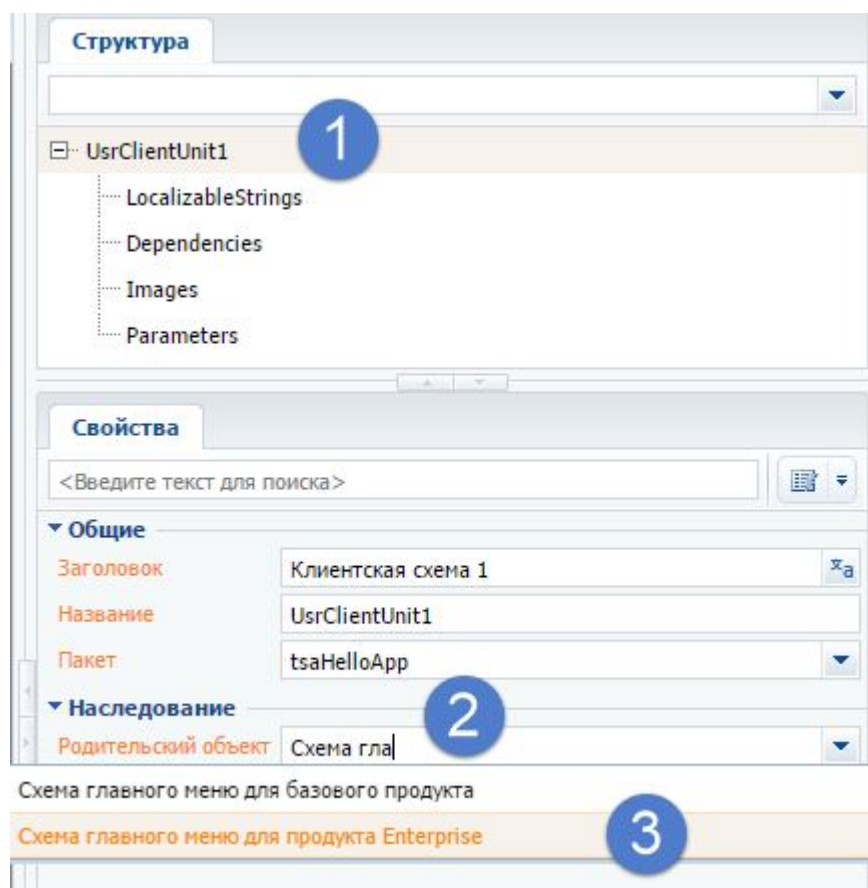 Структура
1
UsrClientUnit1
LocalizableStrings
Dependencies
Images
Parameters
Свойства
<Введите текст для поиска>
Общие
Заголовок Клиентская схема 1 xa
Название UsrClientUnit1
Пакет tsaHelloApp
Наследование 2
Родительский объект Схема гла
Схема главного меню для базового продукта
Схема главного меню для продукта Enterprise 3